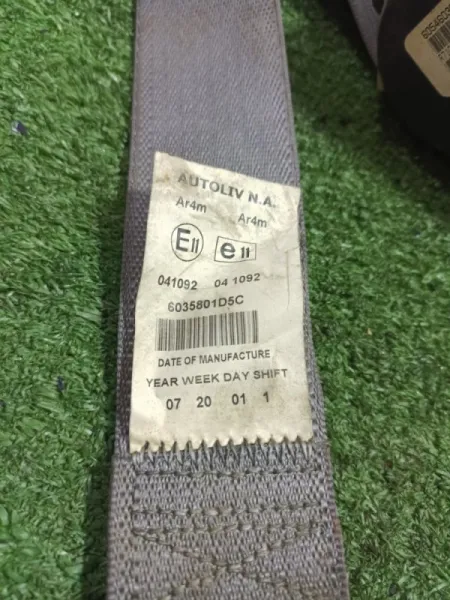 AUTOLIV N.A.
Ar4m Ar4m
E11 e11
041092 04 1092
6035801D5C
DATE OF MANUFACTURE
YEAR WEEK DAY SHIFT
07 20 01 1